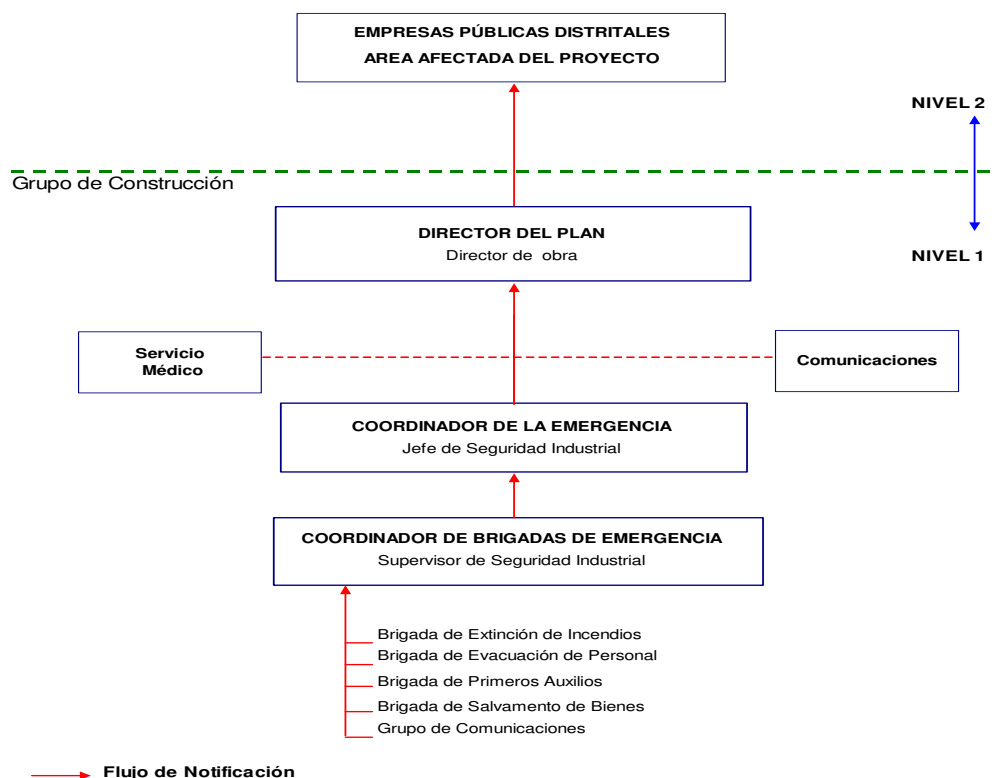 EMPRESAS PÚBLICAS DISTRITALES
AREA AFECTADA DEL PROYECTO
NIVEL 2
Grupo de Construcción
DIRECTOR DEL PLAN
Director de obra
NIVEL 1
Servicio
Médico
Comunicaciones
COORDINADOR DE LA EMERGENCIA
Jefe de Seguridad Industrial
COORDINADOR DE BRIGADAS DE EMERGENCIA
Supervisor de Seguridad Industrial
Brigada de Extinción de Incendios
Brigada de Evacuación de Personal
Brigada de Primeros Auxilios
Brigada de Salvamento de Bienes
Grupo de Comunicaciones
Flujo de Notificación